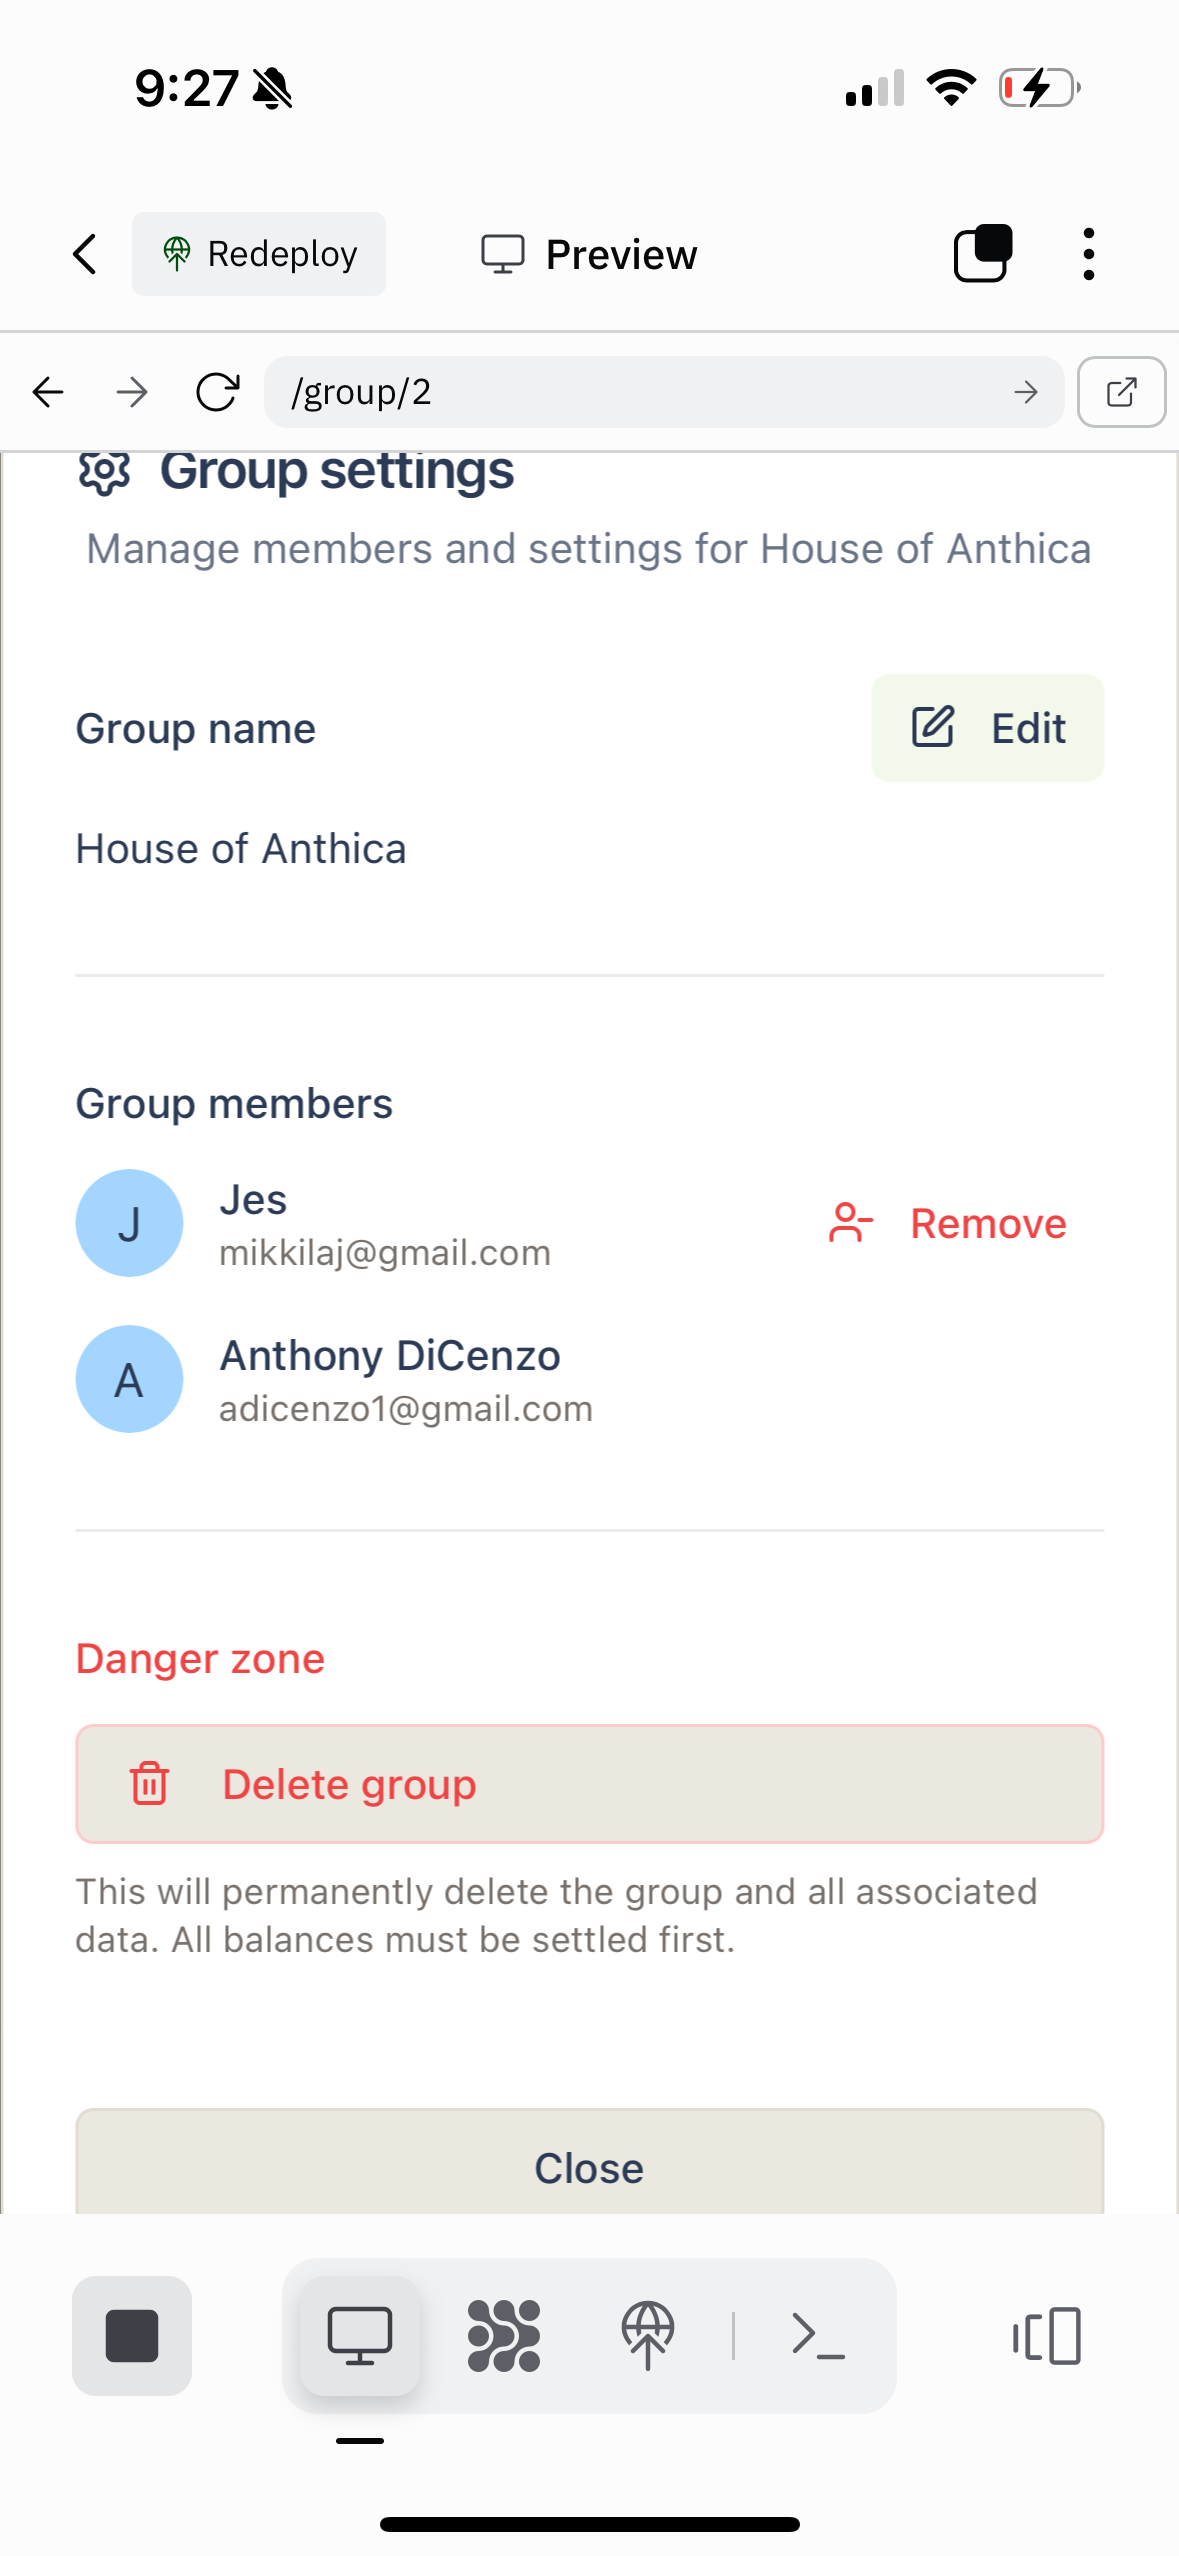 9:27
Redeploy
Preview
/group/2
Group settings
Manage members and settings for House of Anthica
Group name
Edit
House of Anthica
Group members
J
Jes
mikkilaj@gmail.com
Remove
A
Anthony DiCenzo
adicenzo1@gmail.com
Danger zone
Delete group
This will permanently delete the group and all associated
data. All balances must be settled first.
Close